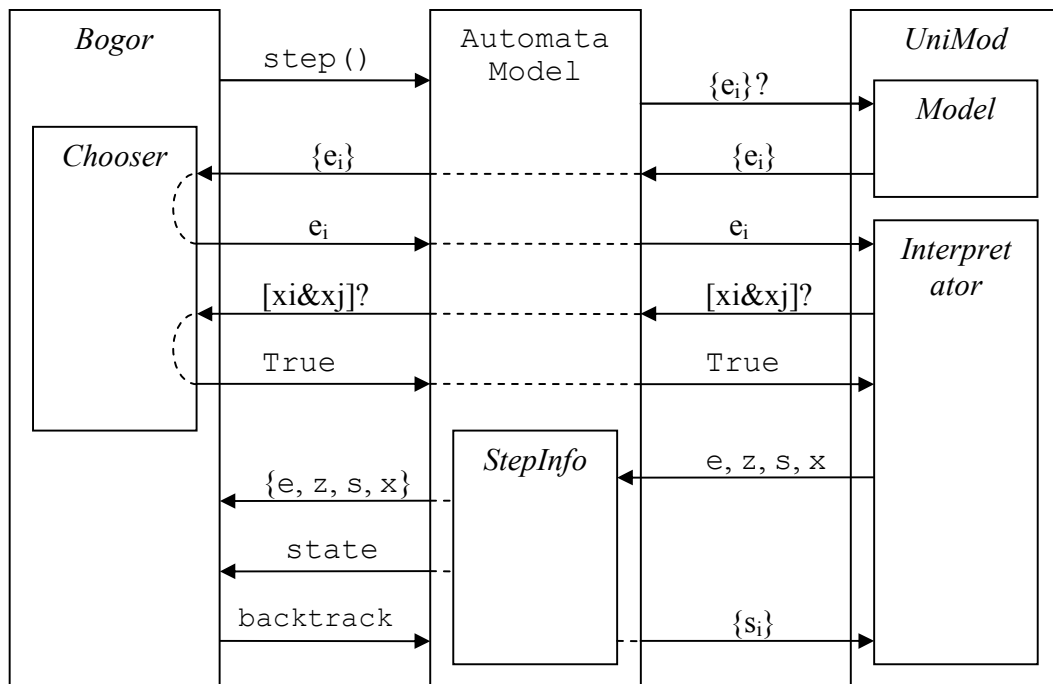 Bogor
Automata
Model
UniMod
step()
{eᵢ}?
Model
Chooser
{eᵢ}
{eᵢ}
eᵢ
eᵢ
Interpret
ator
[xi&xj]?
[xi&xj]?
True
True
StepInfo
e, z, s, x
{e, z, s, x}
state
backtrack
{sᵢ}